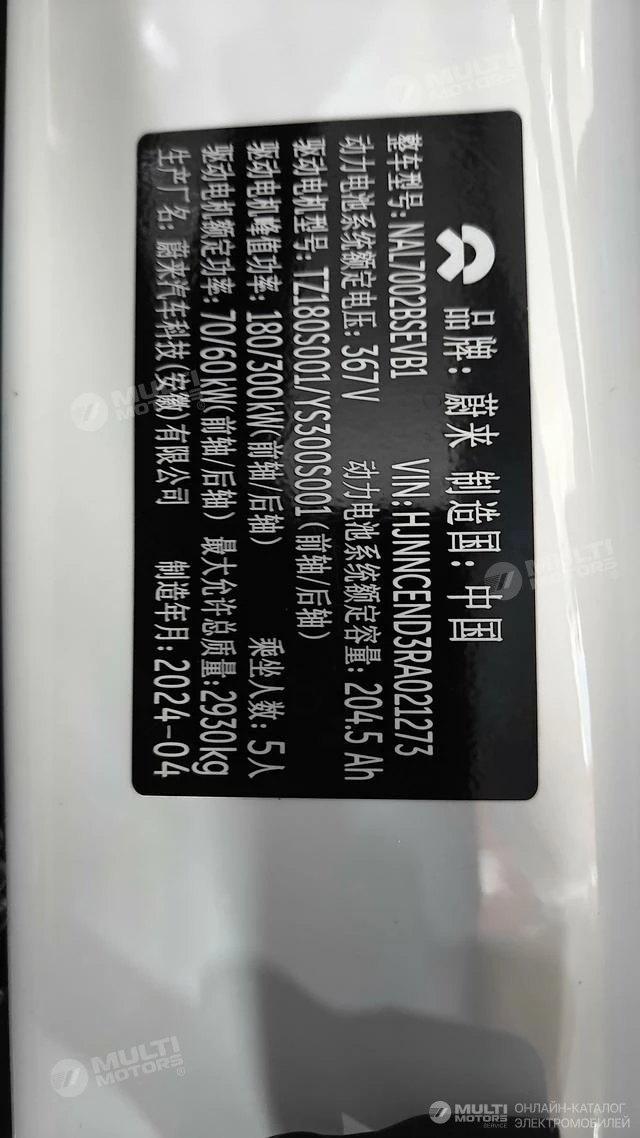 品牌: 蔚来 制造国: 中国
整车型号: NAL7002BSEVB1 VIN:HJNNCEND3RA021273
动力电池系统额定电压: 367V 动力电池系统额定容量: 204.5 Ah
驱动电机型号: TZ180S001/YS300S001(前轴/后轴)
驱动电机峰值功率: 180/300kW(前轴/后轴) 乘坐人数: 5人
驱动电机额定功率: 70/60kW(前轴/后轴) 最大允许总质量: 2930kg
生产厂名: 蔚来汽车科技(安徽)有限公司 制造年月: 2024-04
MULTI MOTORS
MULTI MOTORS
MULTI MOTORS
MULTI MOTORS®
MULTI MOTORS SERVICE
ОНЛАЙН-КАТАЛОГ
ЭЛЕКТРОМОБИЛЕЙ